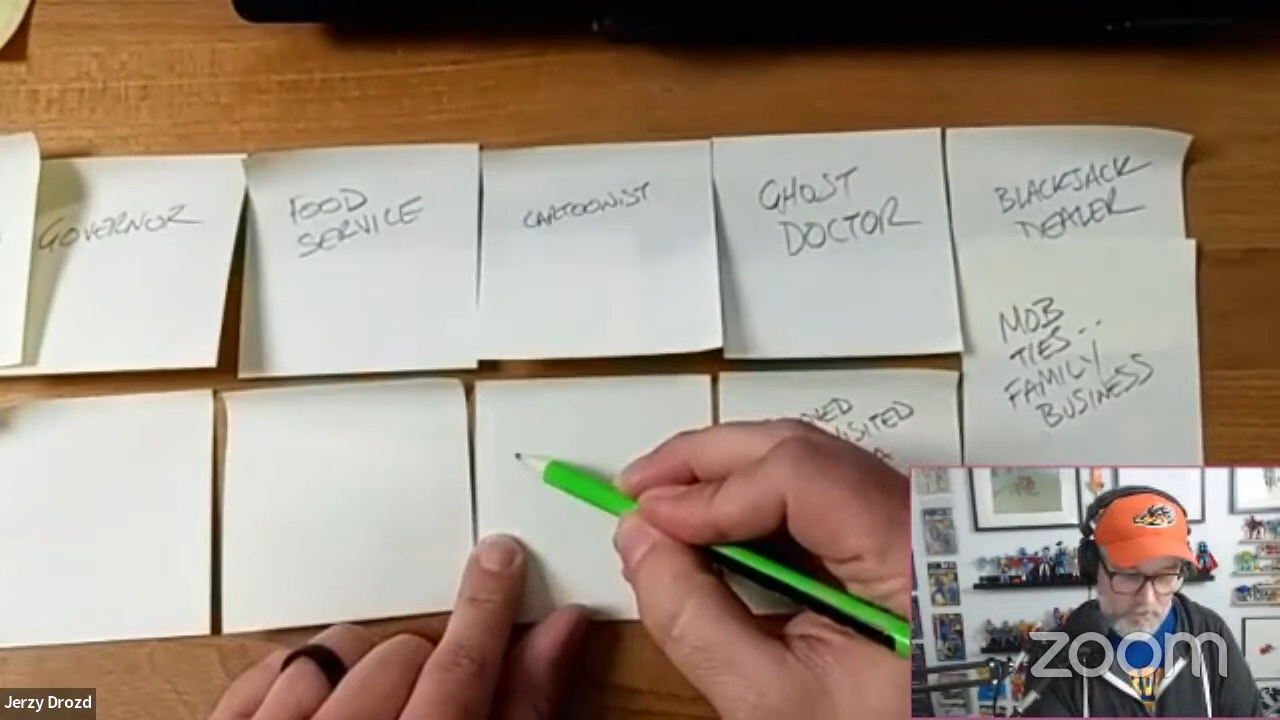 GOVERNOR
FOOD
SERVICE
CARTOONIST
GHOST
DOCTOR
BLACKJACK
DEALER
MOB
TIES...
FAMILY
BUSINESS
Jerzy Drozd
zoom